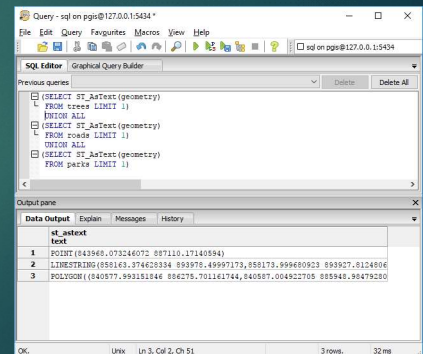 Query - sql on pgis@127.0.0.1:5434 *
File Edit Query Favourites Macros View Help
sql on pgis@127.0.0.1:5434
SQL Editor Graphical Query Builder
Previous queries Delete Delete All
(SELECT ST_AsText(geometry)
FROM trees LIMIT 1)
UNION ALL
(SELECT ST_AsText(geometry)
FROM roads LIMIT 1)
UNION ALL
(SELECT ST_AsText(geometry)
FROM parks LIMIT 1)
Output pane
Data Output Explain Messages History
st_astext
text
1 POINT(843968.073246072 887110.17140594)
2 LINESTRING(858163.374628334 893978.49997173,858173.999680923 893927.8124806
3 POLYGON((840577.993151846 886275.701161744,840587.004922705 885948.98479280
OK. Unix Ln 3, Col 2, Ch 51 3 rows. 32 ms